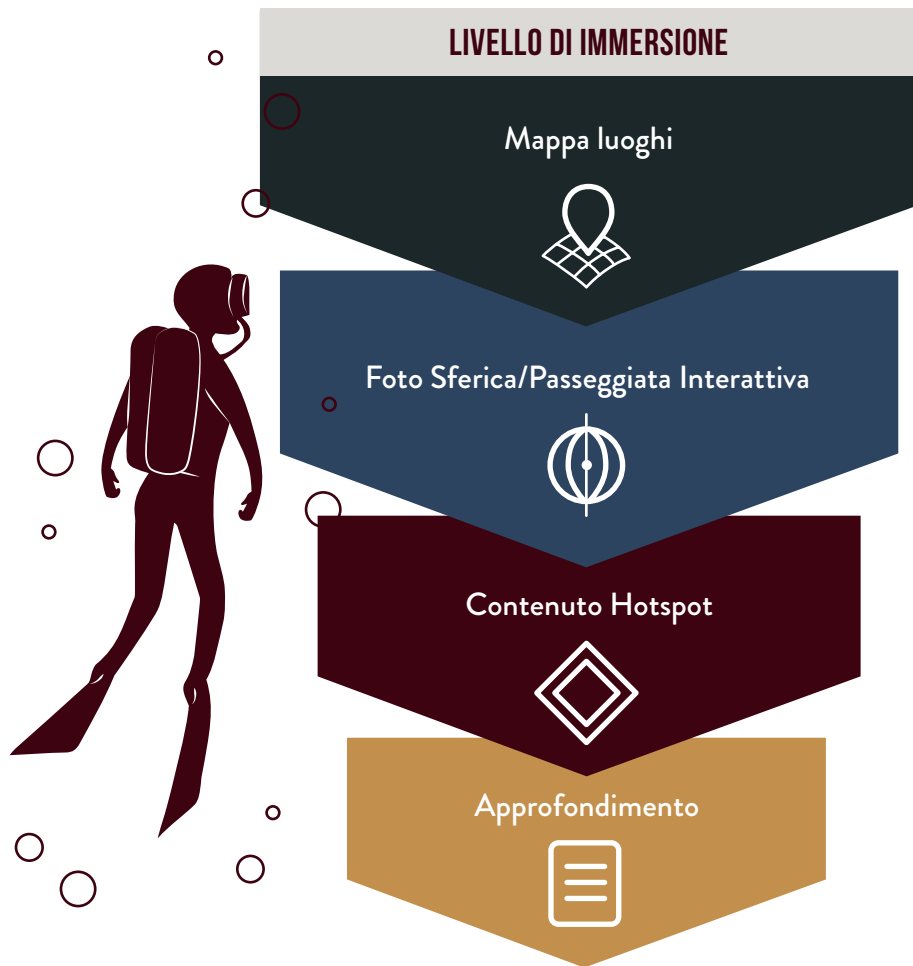 LIVELLO DI IMMERSIONE
Mappa luoghi
Foto Sferica/Passeggiata Interattiva
Contenuto Hotspot
Approfondimento